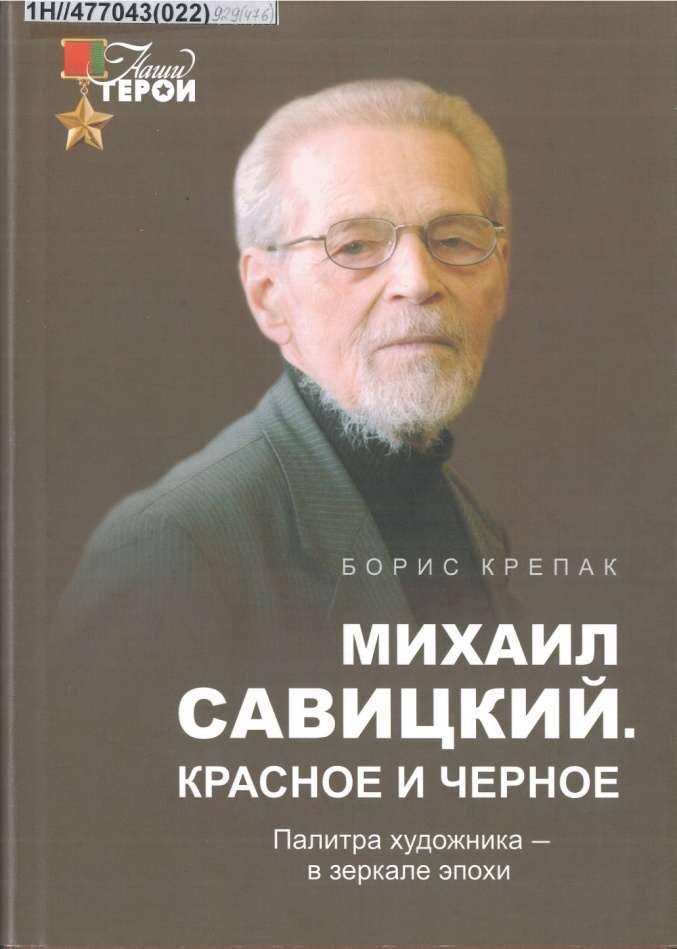 1Н//477043(022) 929(476)
Наши
ГЕРОИ
БОРИС КРЕПАК
МИХАИЛ
САВИЦКИЙ.
КРАСНОЕ И ЧЕРНОЕ
Палитра художника —
в зеркале эпохи